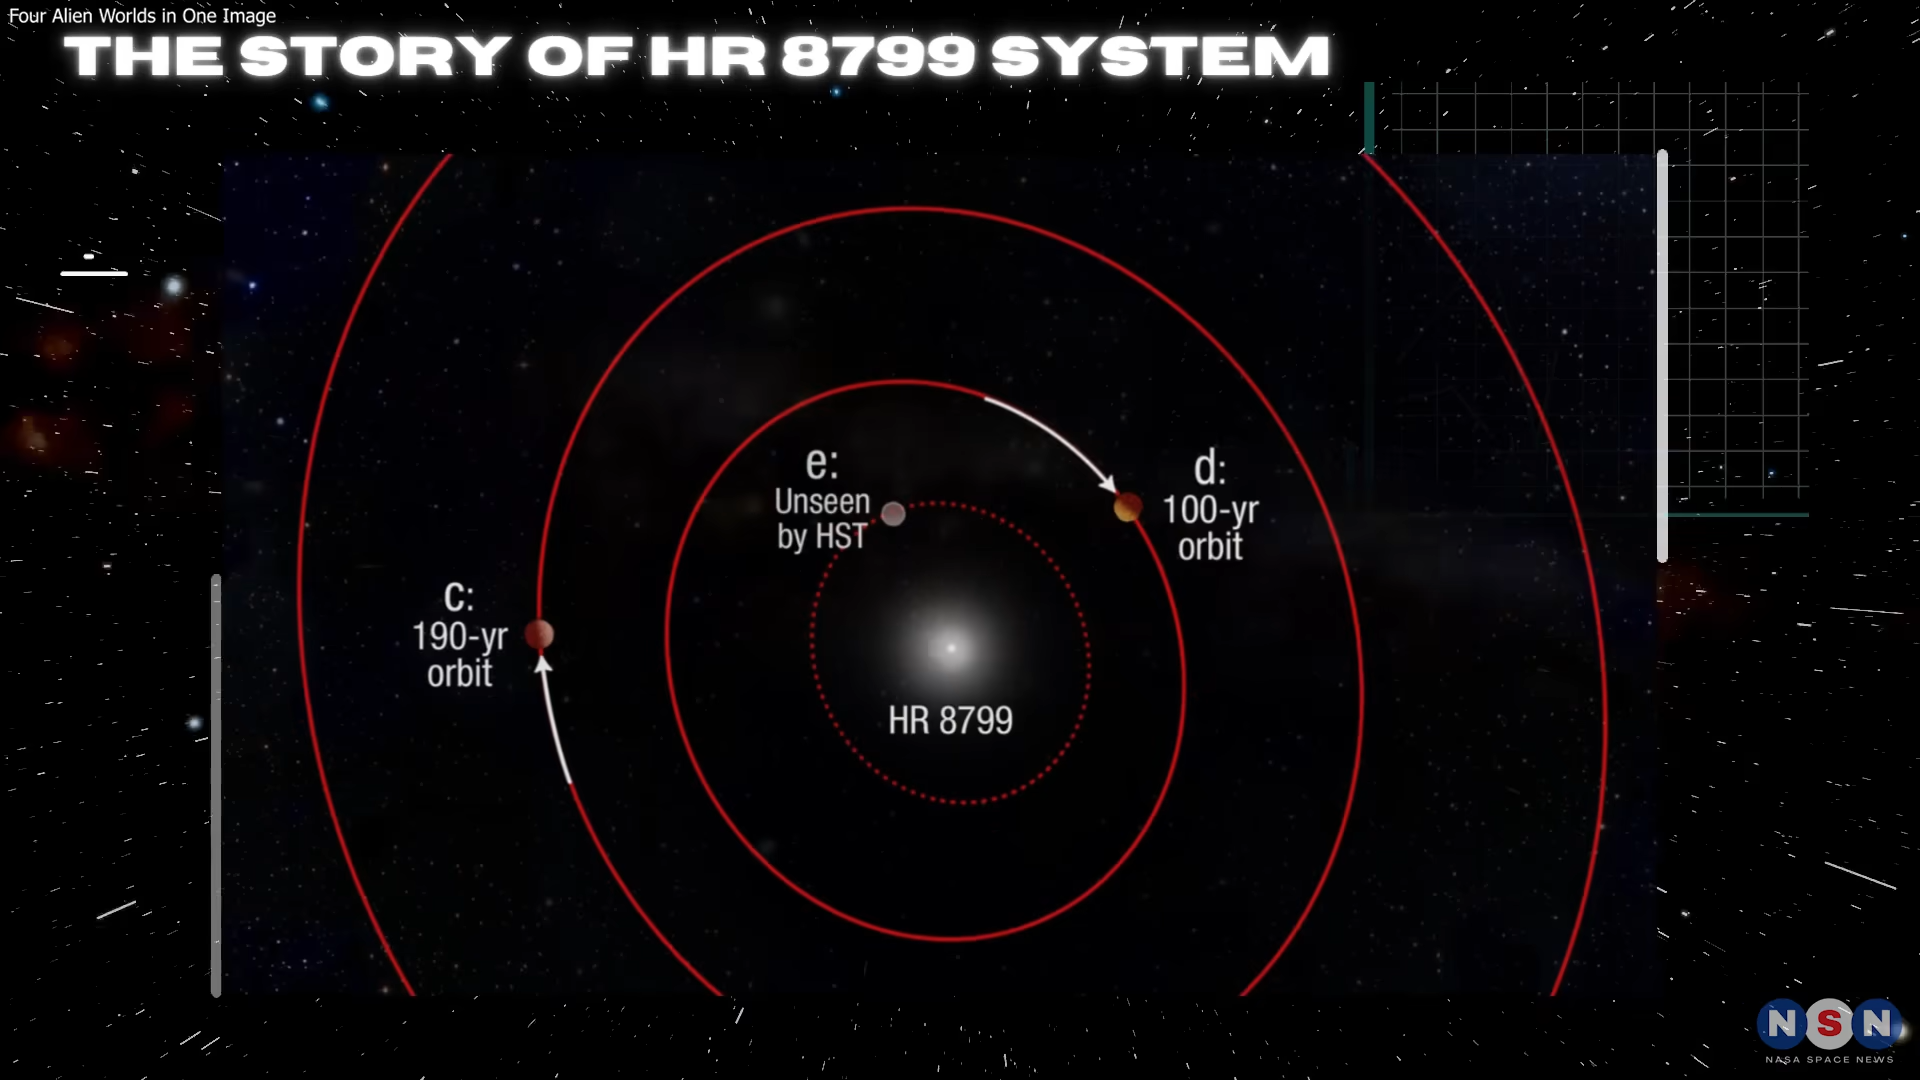 Four Alien Worlds in One Image
THE STORY OF HR 8799 SYSTEM
e:
Unseen
by HST
d:
100-yr
orbit
c:
190-yr
orbit
HR 8799
NSN
NASA SPACE NEWS